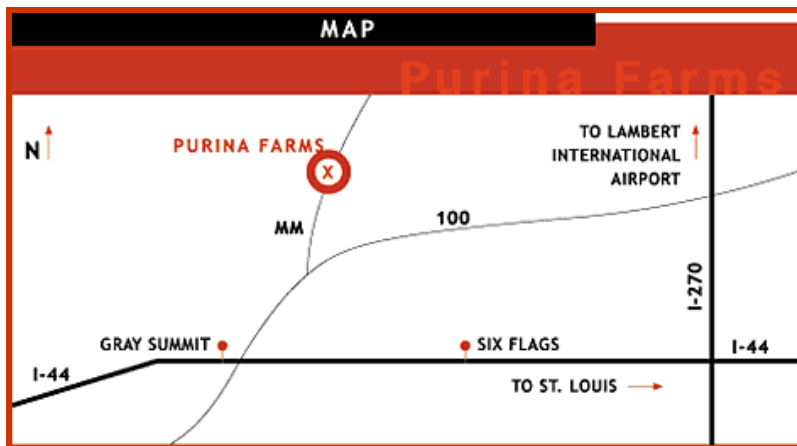 MAP
Purina Farms
N
PURINA FARMS
X
TO LAMBERT
INTERNATIONAL
AIRPORT
MM
100
I-270
GRAY SUMMIT
SIX FLAGS
I-44
I-44
TO ST. LOUIS